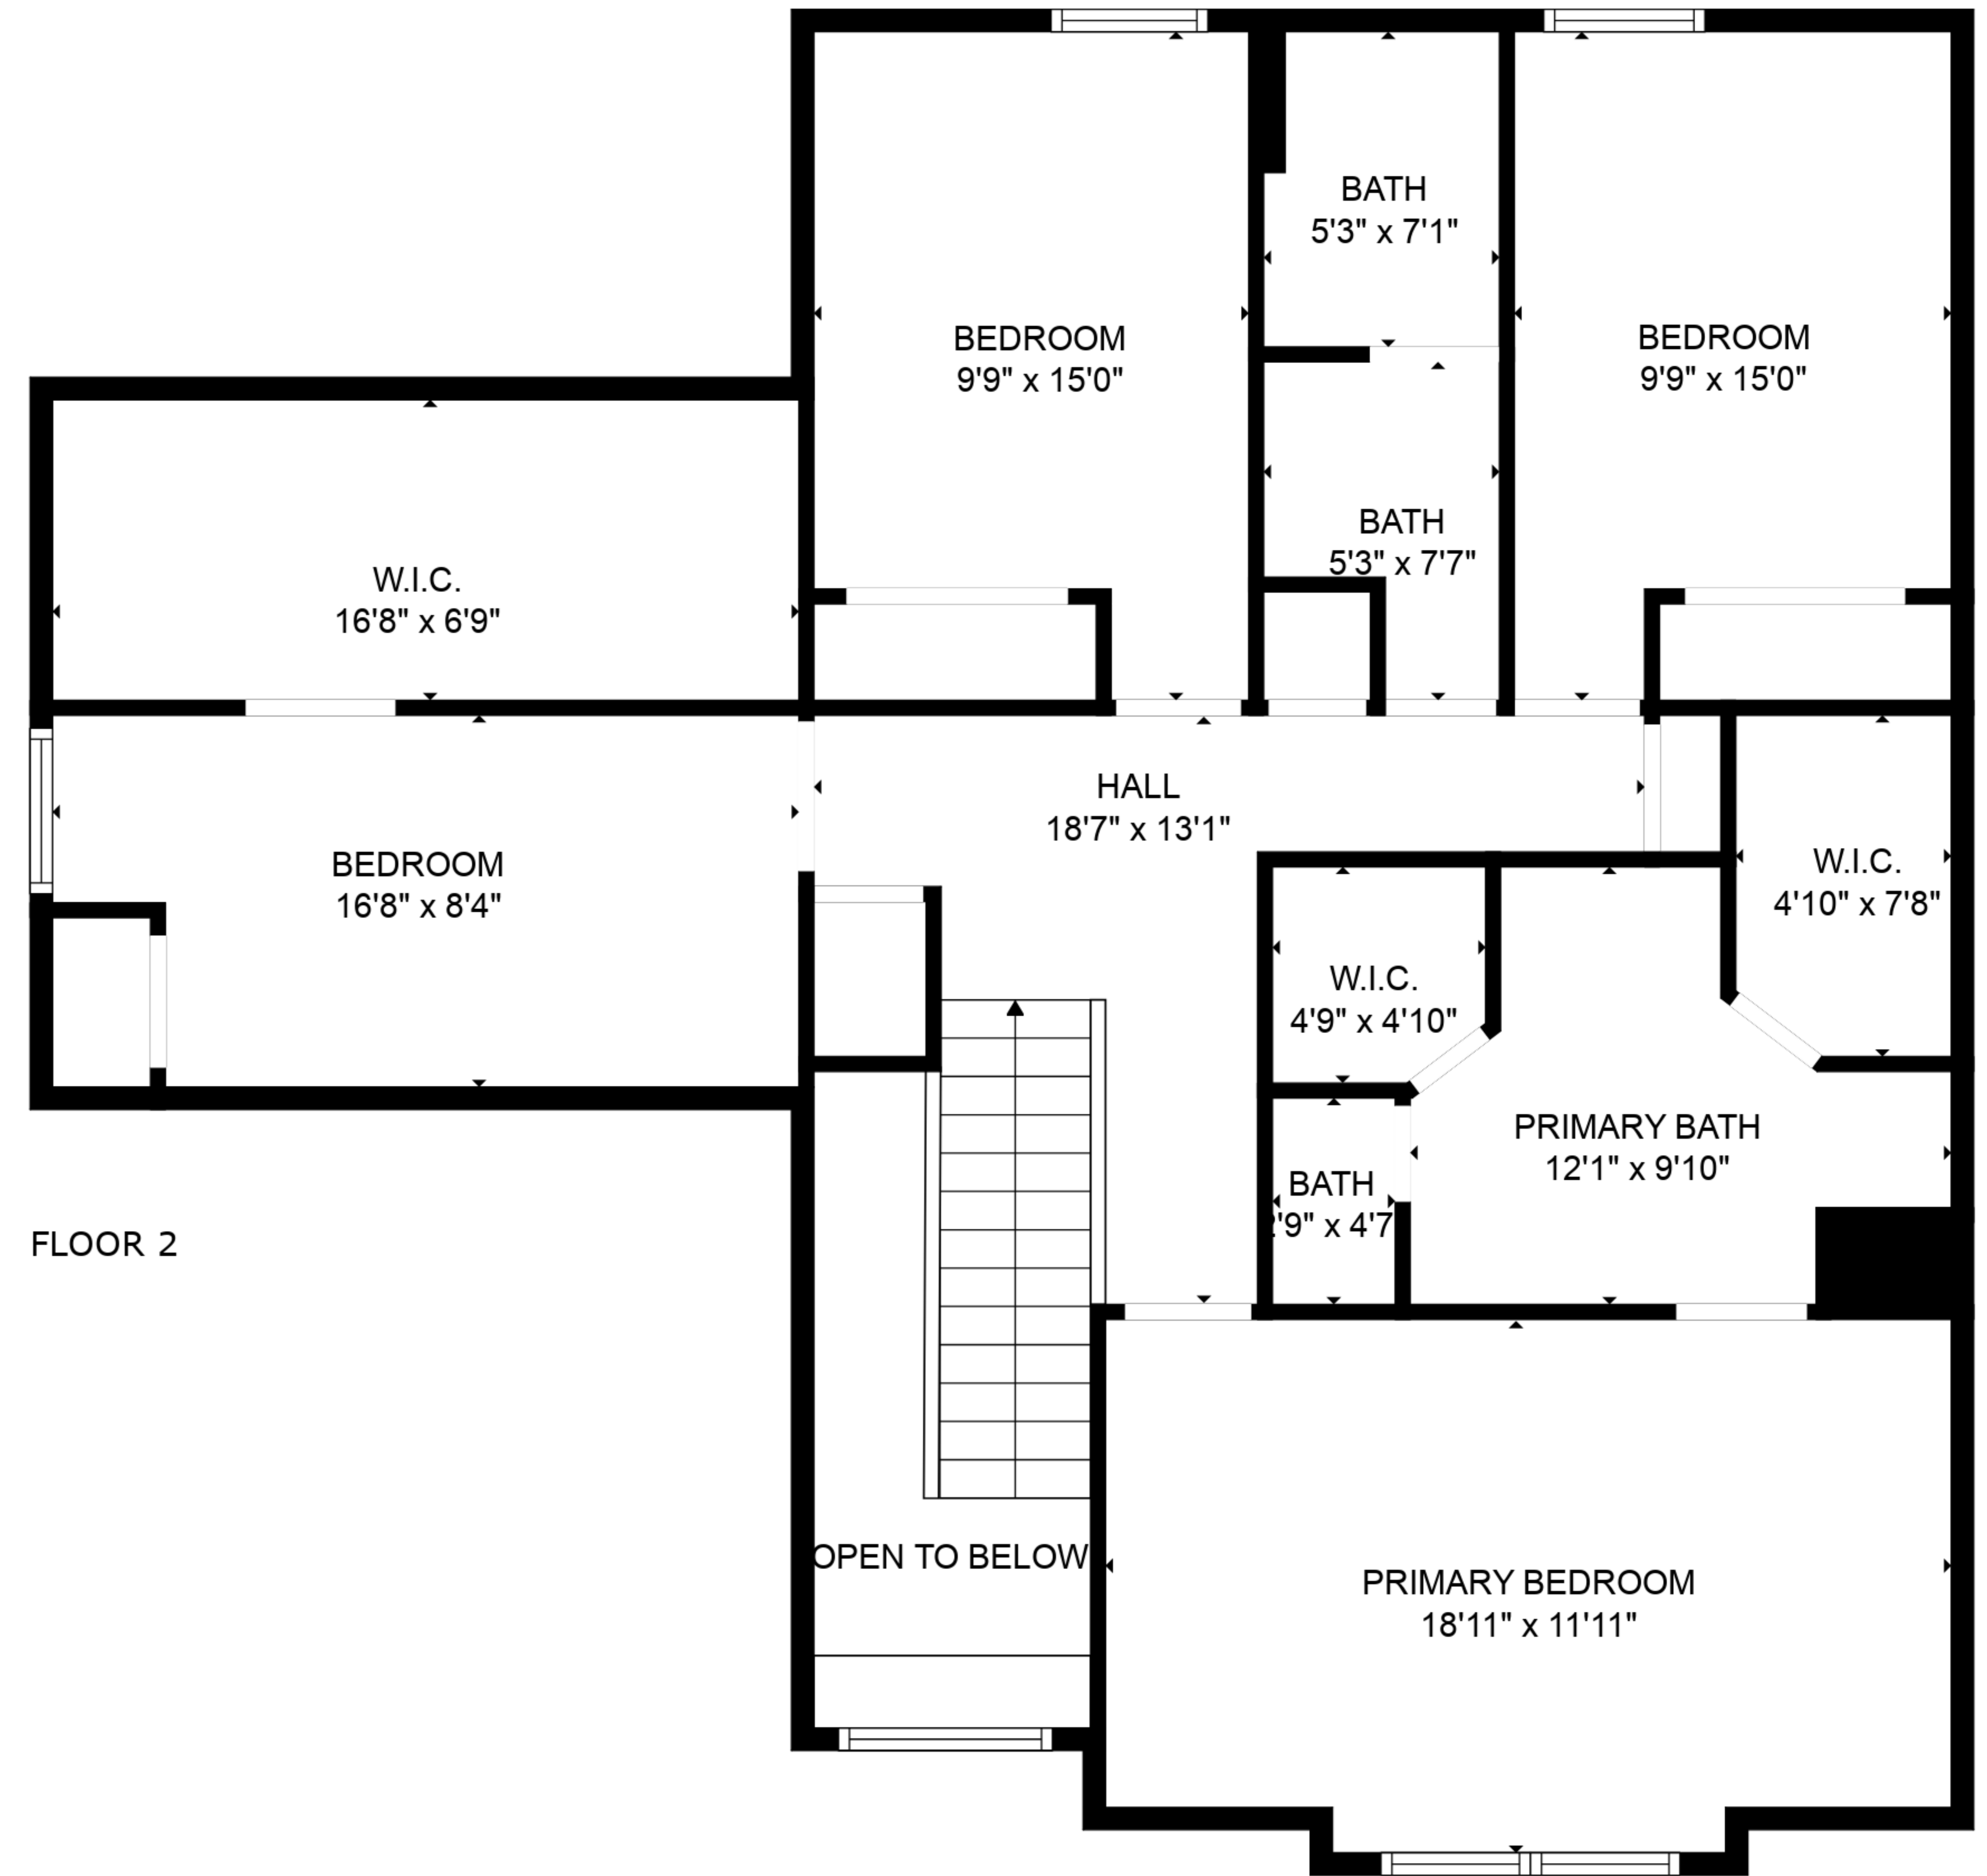 BATH
5'3" x 7'1"
BEDROOM
9'9" x 15'0"
BEDROOM
9'9" x 15'0"
BATH
5'3" x 7'7"
W.I.C.
16'8" x 6'9"
HALL
18'7" x 13'1"
BEDROOM
16'8" x 8'4"
W.I.C.
4'10" x 7'8"
W.I.C.
4'9" x 4'10"
PRIMARY BATH
12'1" x 9'10"
BATH
'9" x 4'7
FLOOR 2
OPEN TO BELOW
PRIMARY BEDROOM
18'11" x 11'11"